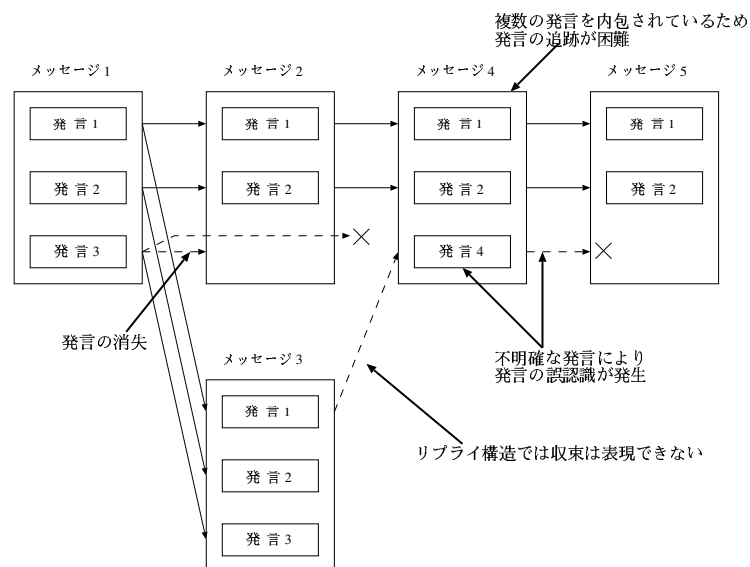 複数の発言を内包されているため
発言の追跡が困難
メッセージ1
メッセージ2
メッセージ4
メッセージ5
発 言 1
発 言 1
発 言 1
発 言 1
発 言 2
発 言 2
発 言 2
発 言 2
発 言 3
発 言 4
発言の消失
メッセージ3
不明確な発言により
発言の誤認識が発生
発 言 1
リプライ構造では収束は表現できない
発 言 2
発 言 3